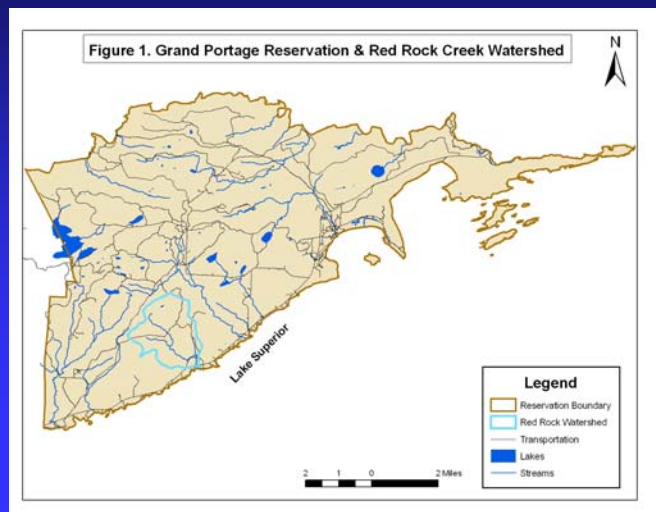 Figure 1. Grand Portage Reservation & Red Rock Creek Watershed
N
Lake Superior
Legend
Reservation Boundary
Red Rock Watershed
Transportation
Lakes
Streams
2 1 0 2 Miles